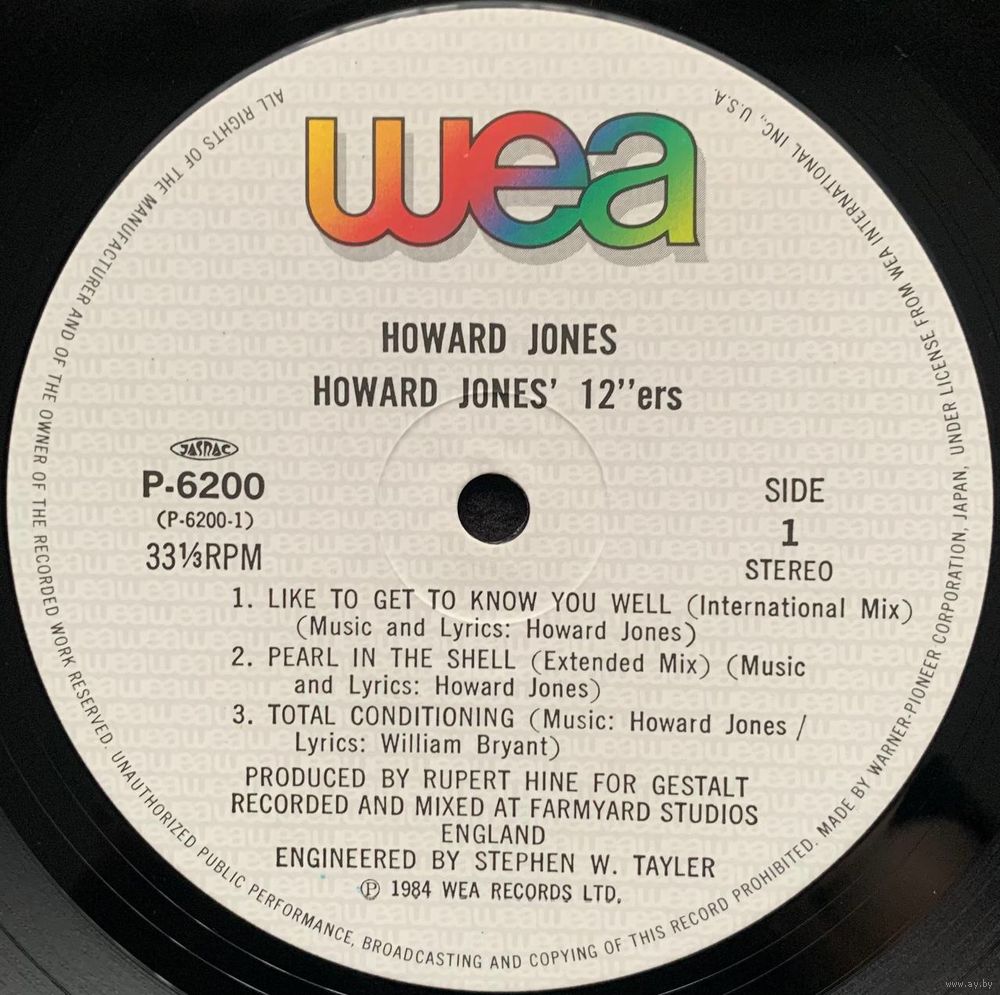 wea
HOWARD JONES
HOWARD JONES' 12"ers
JASRAC
P-6200
(P-6200-1)
33⅓RPM
SIDE
1
STEREO
1. LIKE TO GET TO KNOW YOU WELL (International Mix)
(Music and Lyrics: Howard Jones)
2. PEARL IN THE SHELL (Extended Mix) (Music
and Lyrics: Howard Jones)
3. TOTAL CONDITIONING (Music: Howard Jones /
Lyrics: William Bryant)
PRODUCED BY RUPERT HINE FOR GESTALT
RECORDED AND MIXED AT FARMYARD STUDIOS
ENGLAND
ENGINEERED BY STEPHEN W. TAYLER
℗ 1984 WEA RECORDS LTD.
ALL RIGHTS OF THE MANUFACTURER AND OF THE OWNER OF THE RECORDED WORK RESERVED. UNAUTHORIZED PUBLIC PERFORMANCE, BROADCASTING AND COPYING OF THIS RECORD PROHIBITED. MADE BY WARNER-PIONEER CORPORATION, JAPAN, UNDER LICENSE FROM WEA INTERNATIONAL INC., U.S.A.
www.ay.by